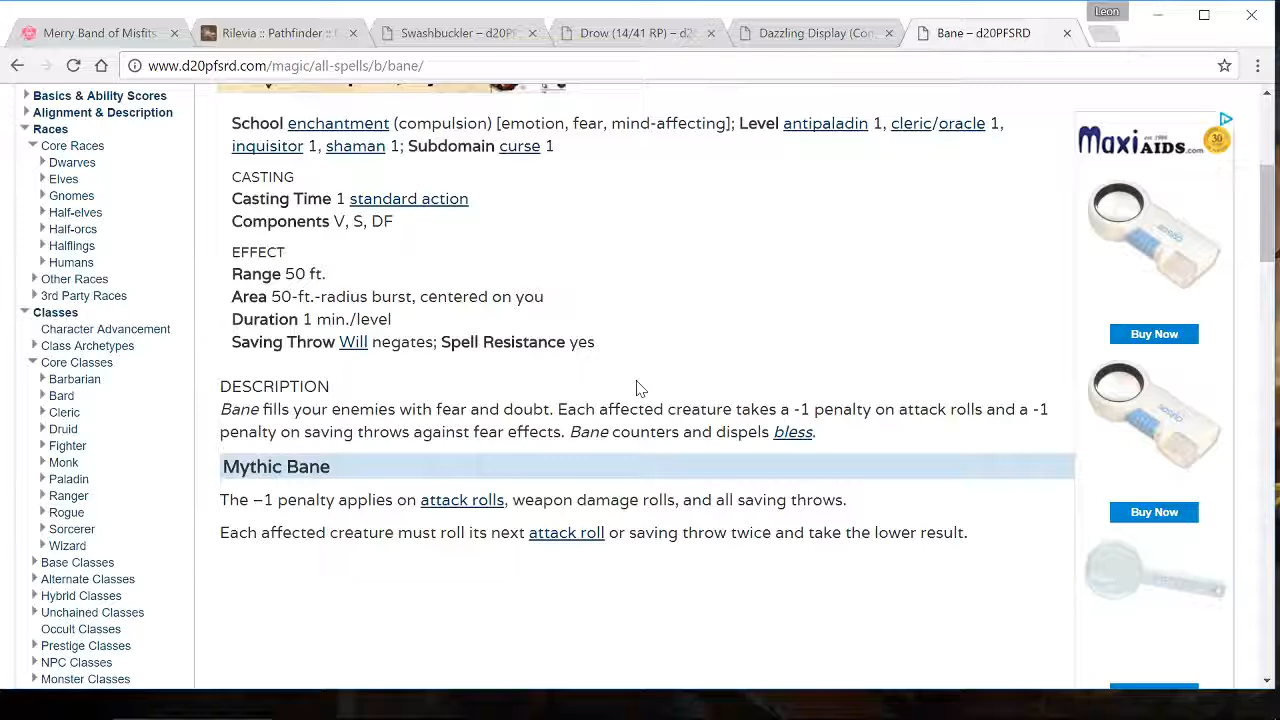 Leon
Merry Band of Misfits
Rilevia :: Pathfinder :: f
Swashbuckler – d20PF
Drow (14/41 RP) – d20
Dazzling Display (Con
Bane – d20PFSRD
www.d20pfsrd.com/magic/all-spells/b/bane/
Basics & Ability Scores
Alignment & Description
Races
Core Races
Dwarves
Elves
Gnomes
Half-elves
Half-orcs
Halflings
Humans
Other Races
3rd Party Races
Classes
Character Advancement
Class Archetypes
Core Classes
Barbarian
Bard
Cleric
Druid
Fighter
Monk
Paladin
Ranger
Rogue
Sorcerer
Wizard
Base Classes
Alternate Classes
Hybrid Classes
Unchained Classes
Occult Classes
Prestige Classes
NPC Classes
Monster Classes
School enchantment (compulsion) [emotion, fear, mind-affecting]; Level antipaladin 1, cleric/oracle 1,
inquisitor 1, shaman 1; Subdomain curse 1
CASTING
Casting Time 1 standard action
Components V, S, DF
EFFECT
Range 50 ft.
Area 50-ft.-radius burst, centered on you
Duration 1 min./level
Saving Throw Will negates; Spell Resistance yes
DESCRIPTION
Bane fills your enemies with fear and doubt. Each affected creature takes a -1 penalty on attack rolls and a -1
penalty on saving throws against fear effects. Bane counters and dispels bless.
Mythic Bane
The –1 penalty applies on attack rolls, weapon damage rolls, and all saving throws.
Each affected creature must roll its next attack roll or saving throw twice and take the lower result.
Maxi AIDS.com
30
Buy Now
Buy Now